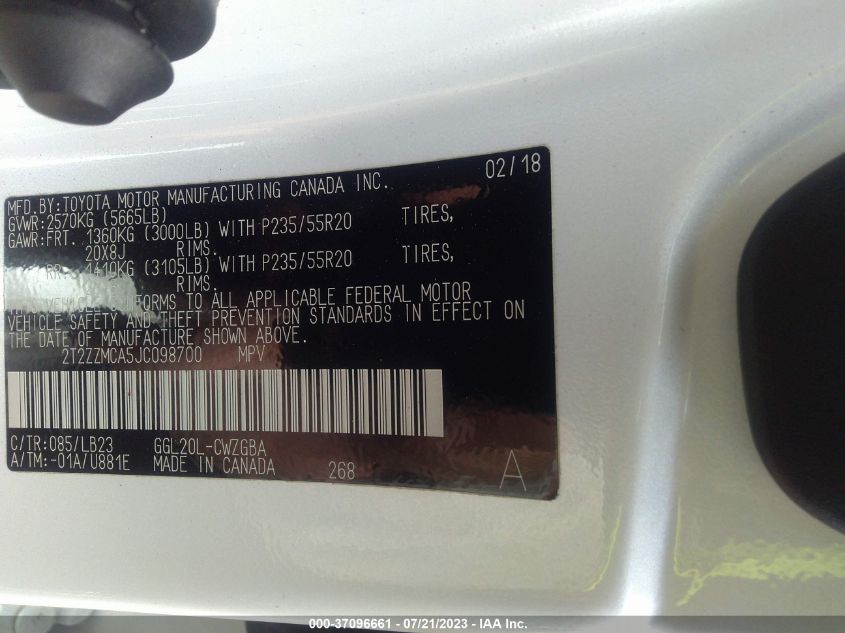 MFD.BY:TOYOTA MOTOR MANUFACTURING CANADA INC. 02/18
GVWR:2570KG (5665LB)
GAWR:FRT. 1360KG (3000LB) WITH P235/55R20 TIRES,
20X8J RIMS.
RR. 1410KG (3105LB) WITH P235/55R20 TIRES,
RIMS.
VEHICLE TO ALL APPLICABLE FEDERAL MOTOR
VEHICLE SAFETY AND THEFT PREVENTION STANDARDS IN EFFECT ON
THE DATE OF MANUFACTURE SHOWN ABOVE.
2T2ZZMCA5JC098700 MPV
C/TR:085/LB23 GGL20L-CWZGBA
A/TM:-01A/U881E MADE IN CANADA 268 A
000-37096661 - 07/21/2023 - IAA Inc.